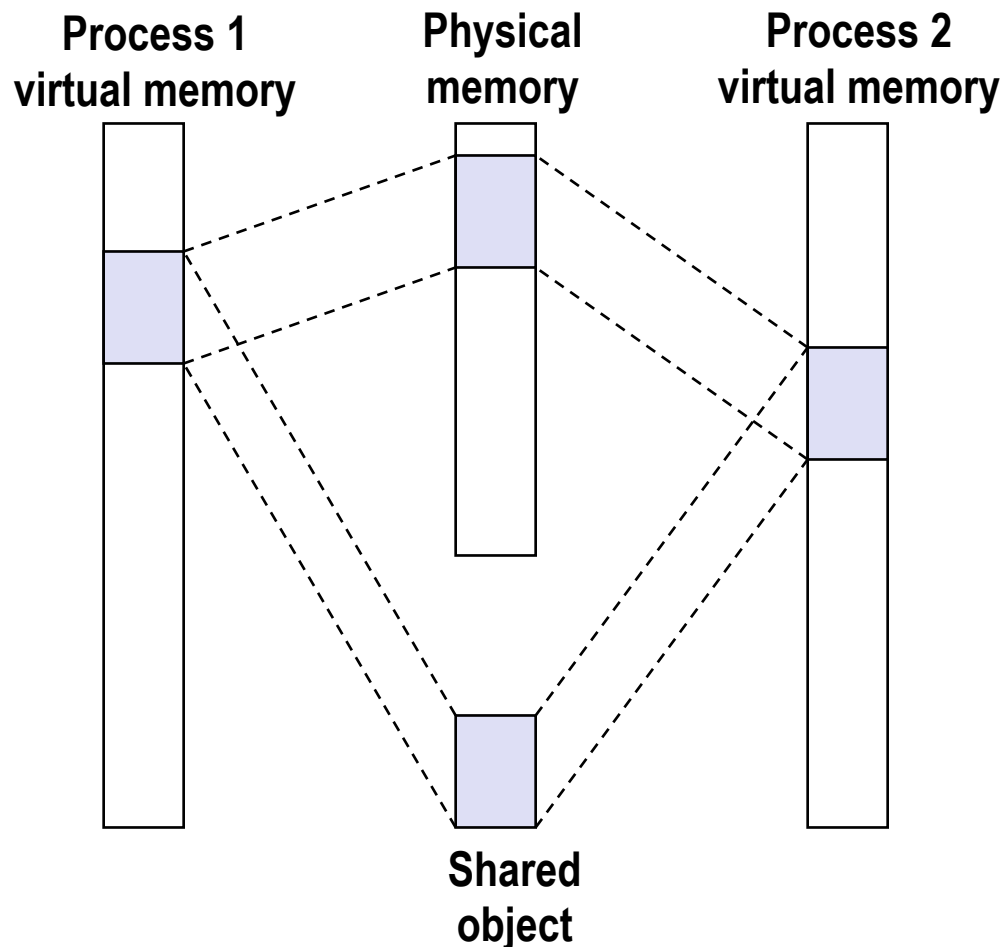 Process 1
virtual memory
Physical
memory
Process 2
virtual memory
Shared
object